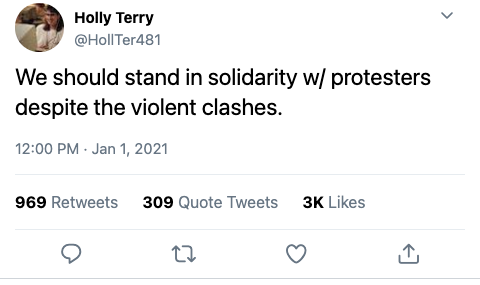 Holly Terry
@HollTer481
We should stand in solidarity w/ protesters
despite the violent clashes.
12:00 PM · Jan 1, 2021
969 Retweets 309 Quote Tweets 3K Likes